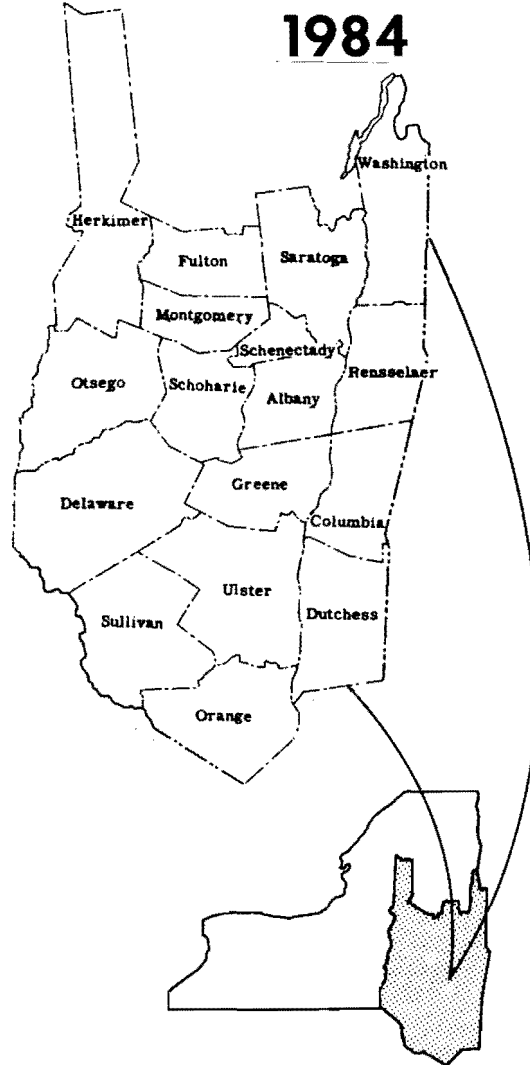 1984
Washington
Herkimer
Fulton
Saratoga
Montgomery
Schenectady
Rensselaer
Otsego
Schoharie
Albany
Greene
Delaware
Columbia
Ulster
Dutchess
Sullivan
Orange